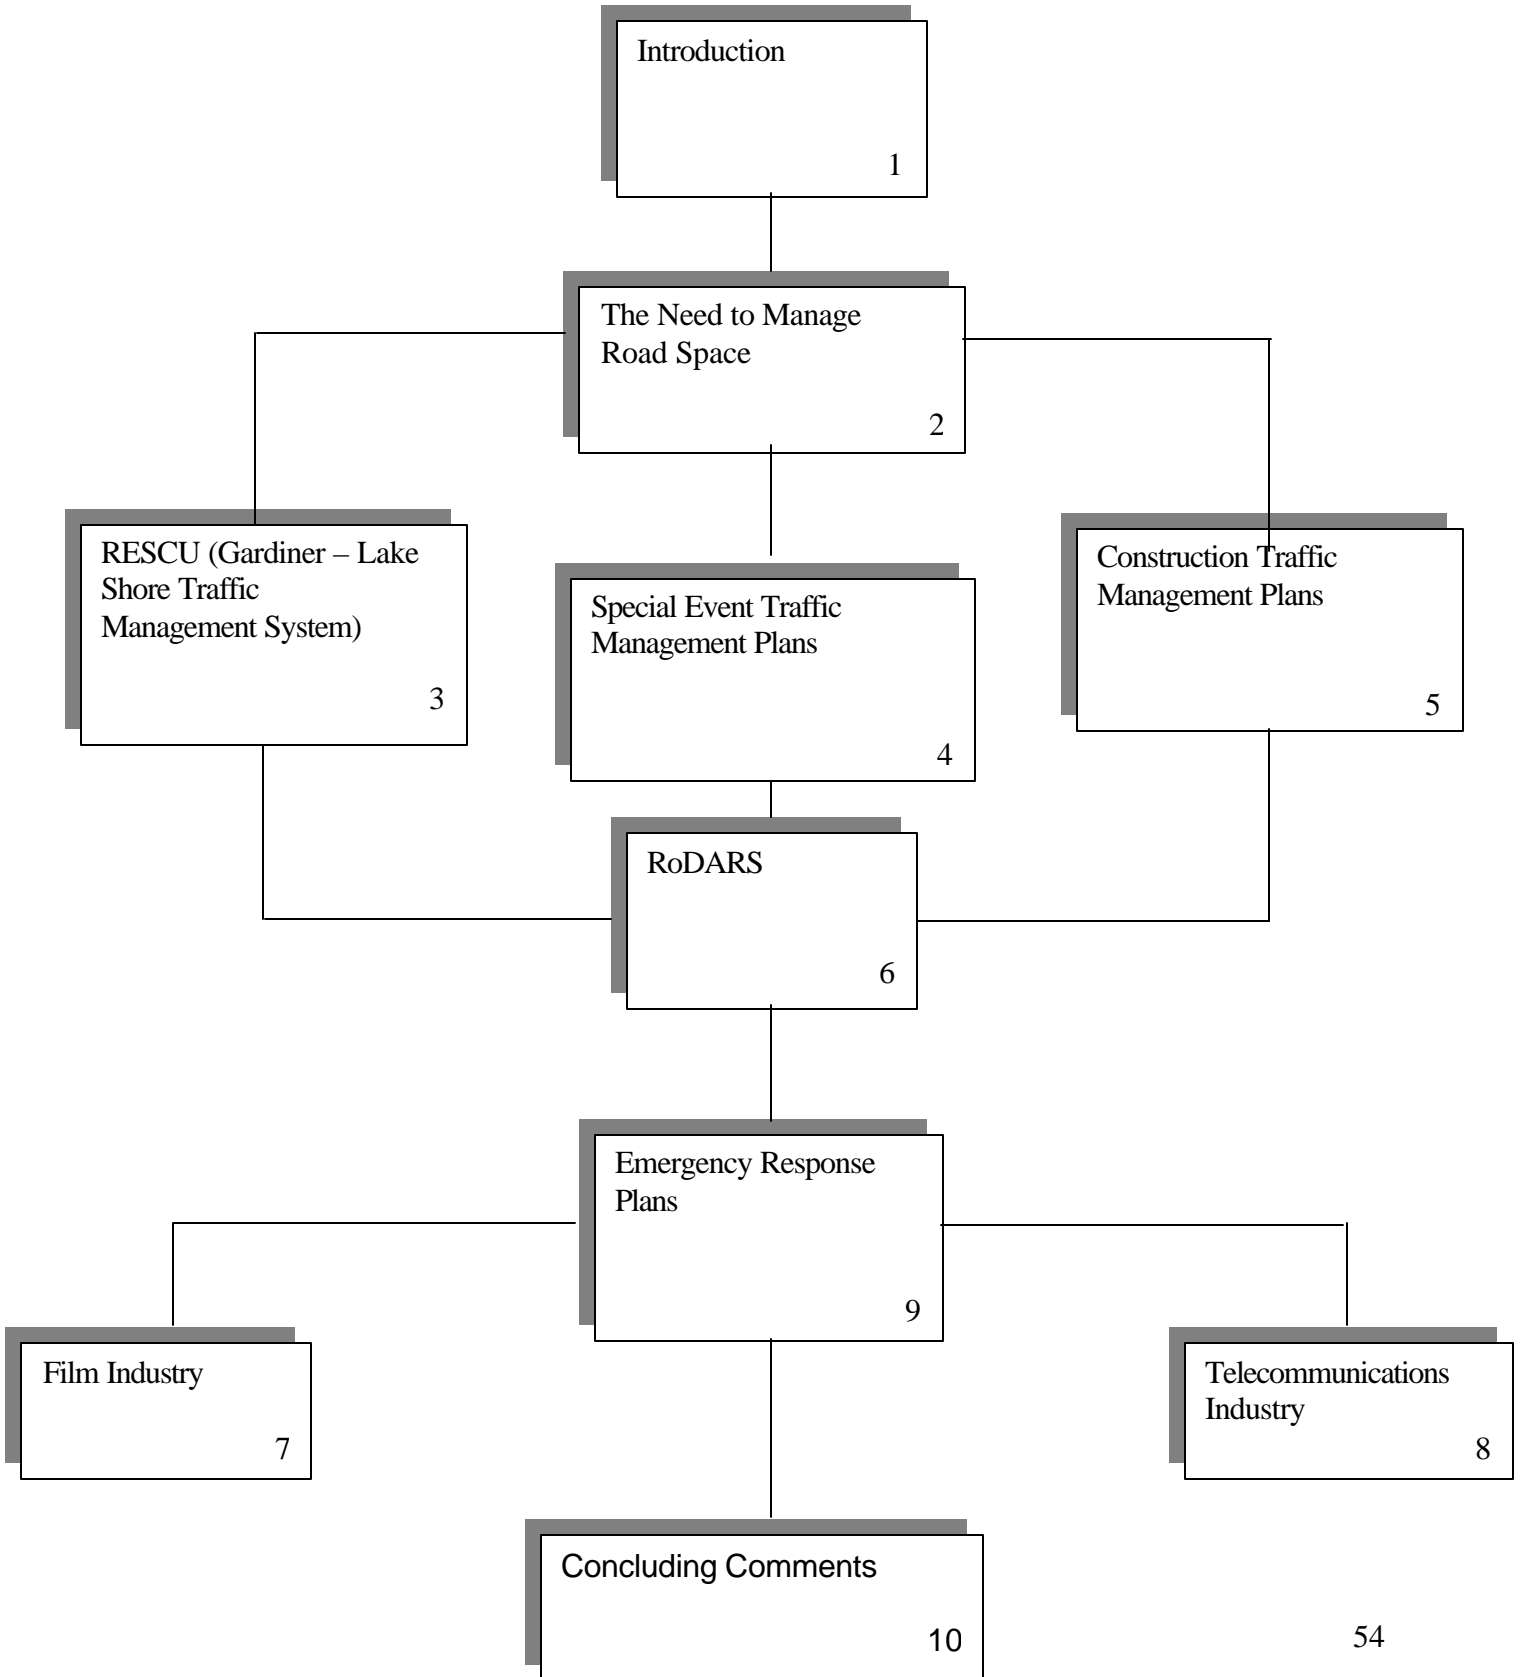 Introduction
1
The Need to Manage
Road Space
2
RESCU (Gardiner – Lake
Shore Traffic
Management System)
3
Special Event Traffic
Management Plans
4
Construction Traffic
Management Plans
5
RoDARS
6
Emergency Response
Plans
9
Film Industry
7
Telecommunications
Industry
8
Concluding Comments
10
54